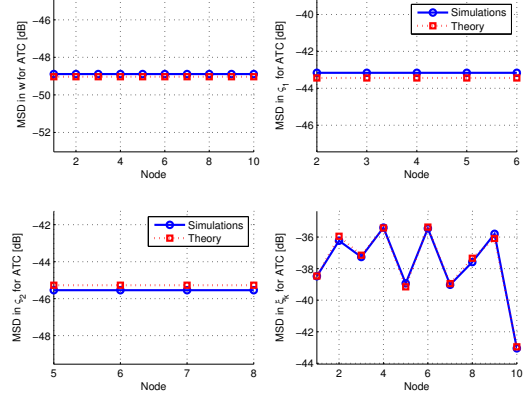 MSD in w for ATC [dB]
−46
−48
−50
−52
2 4 6 8 10
Node
MSD in ς1 for ATC [dB]
−40
−42
−44
−46
2 3 4 5 6
Node
Simulations
Theory
MSD in ς2 for ATC [dB]
−42
−44
−46
−48
5 6 7 8
Node
Simulations
Theory
MSD in ξk for ATC [dB]
−36
−38
−40
−42
−44
2 4 6 8 10
Node